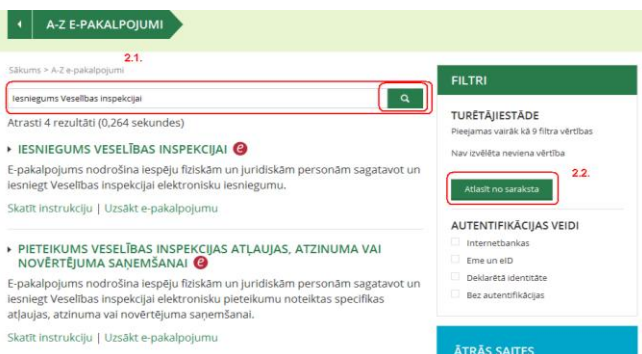 A-Z E-PAKALPOJUMI
2.1.
Sākums > A-Z e-pakalpojumi
Iesniegums Veselības inspekcijai
Atrasti 4 rezultāti (0,264 sekundes)
IESNIEGUMS VESELĪBAS INSPEKCIJAI e
E-pakalpojums nodrošina iespēju fiziskām un juridiskām personām sagatavot un
iesniegt Veselības inspekcijai elektronisku iesniegumu.
Skatīt instrukciju | Uzsākt e-pakalpojumu
PIETEIKUMS VESELĪBAS INSPEKCIJAS ATĻAUJAS, ATZINUMA VAI
NOVĒRTĒJUMA SAŅEMŠANAI e
E-pakalpojums nodrošina iespēju fiziskām un juridiskām personām sagatavot un
iesniegt Veselības inspekcijai elektronisku pieteikumu noteiktas specifikas
atļaujas, atzinuma vai novērtējuma saņemšanai.
Skatīt instrukciju | Uzsākt e-pakalpojumu
FILTRI
TURĒTĀJIESTĀDE
Pieejamas vairāk kā 9 filtra vērtības
Nav izvēlēta neviena vērtība
2.2.
Atlasīt no saraksta
AUTENTIFIKĀCIJAS VEIDI
Internetbankas
Eme un eID
Deklarētā identitāte
Bez autentifikācijas
ĀTRĀS SAITES